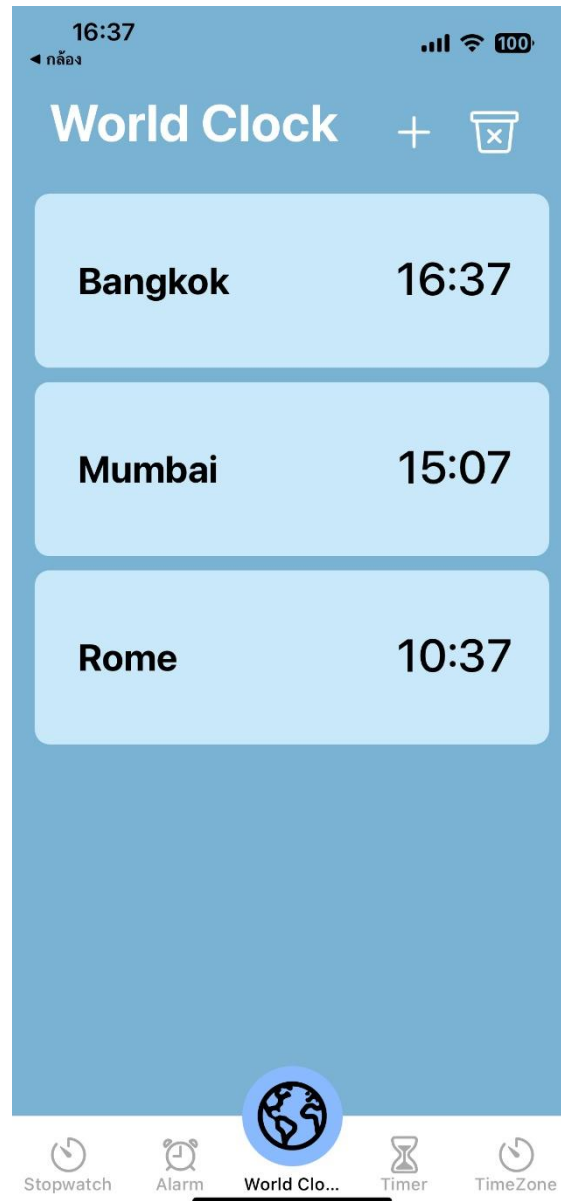 16:37
◀ กล้อง
100
World Clock
Bangkok 16:37
Mumbai 15:07
Rome 10:37
Stopwatch Alarm World Clo... Timer TimeZone